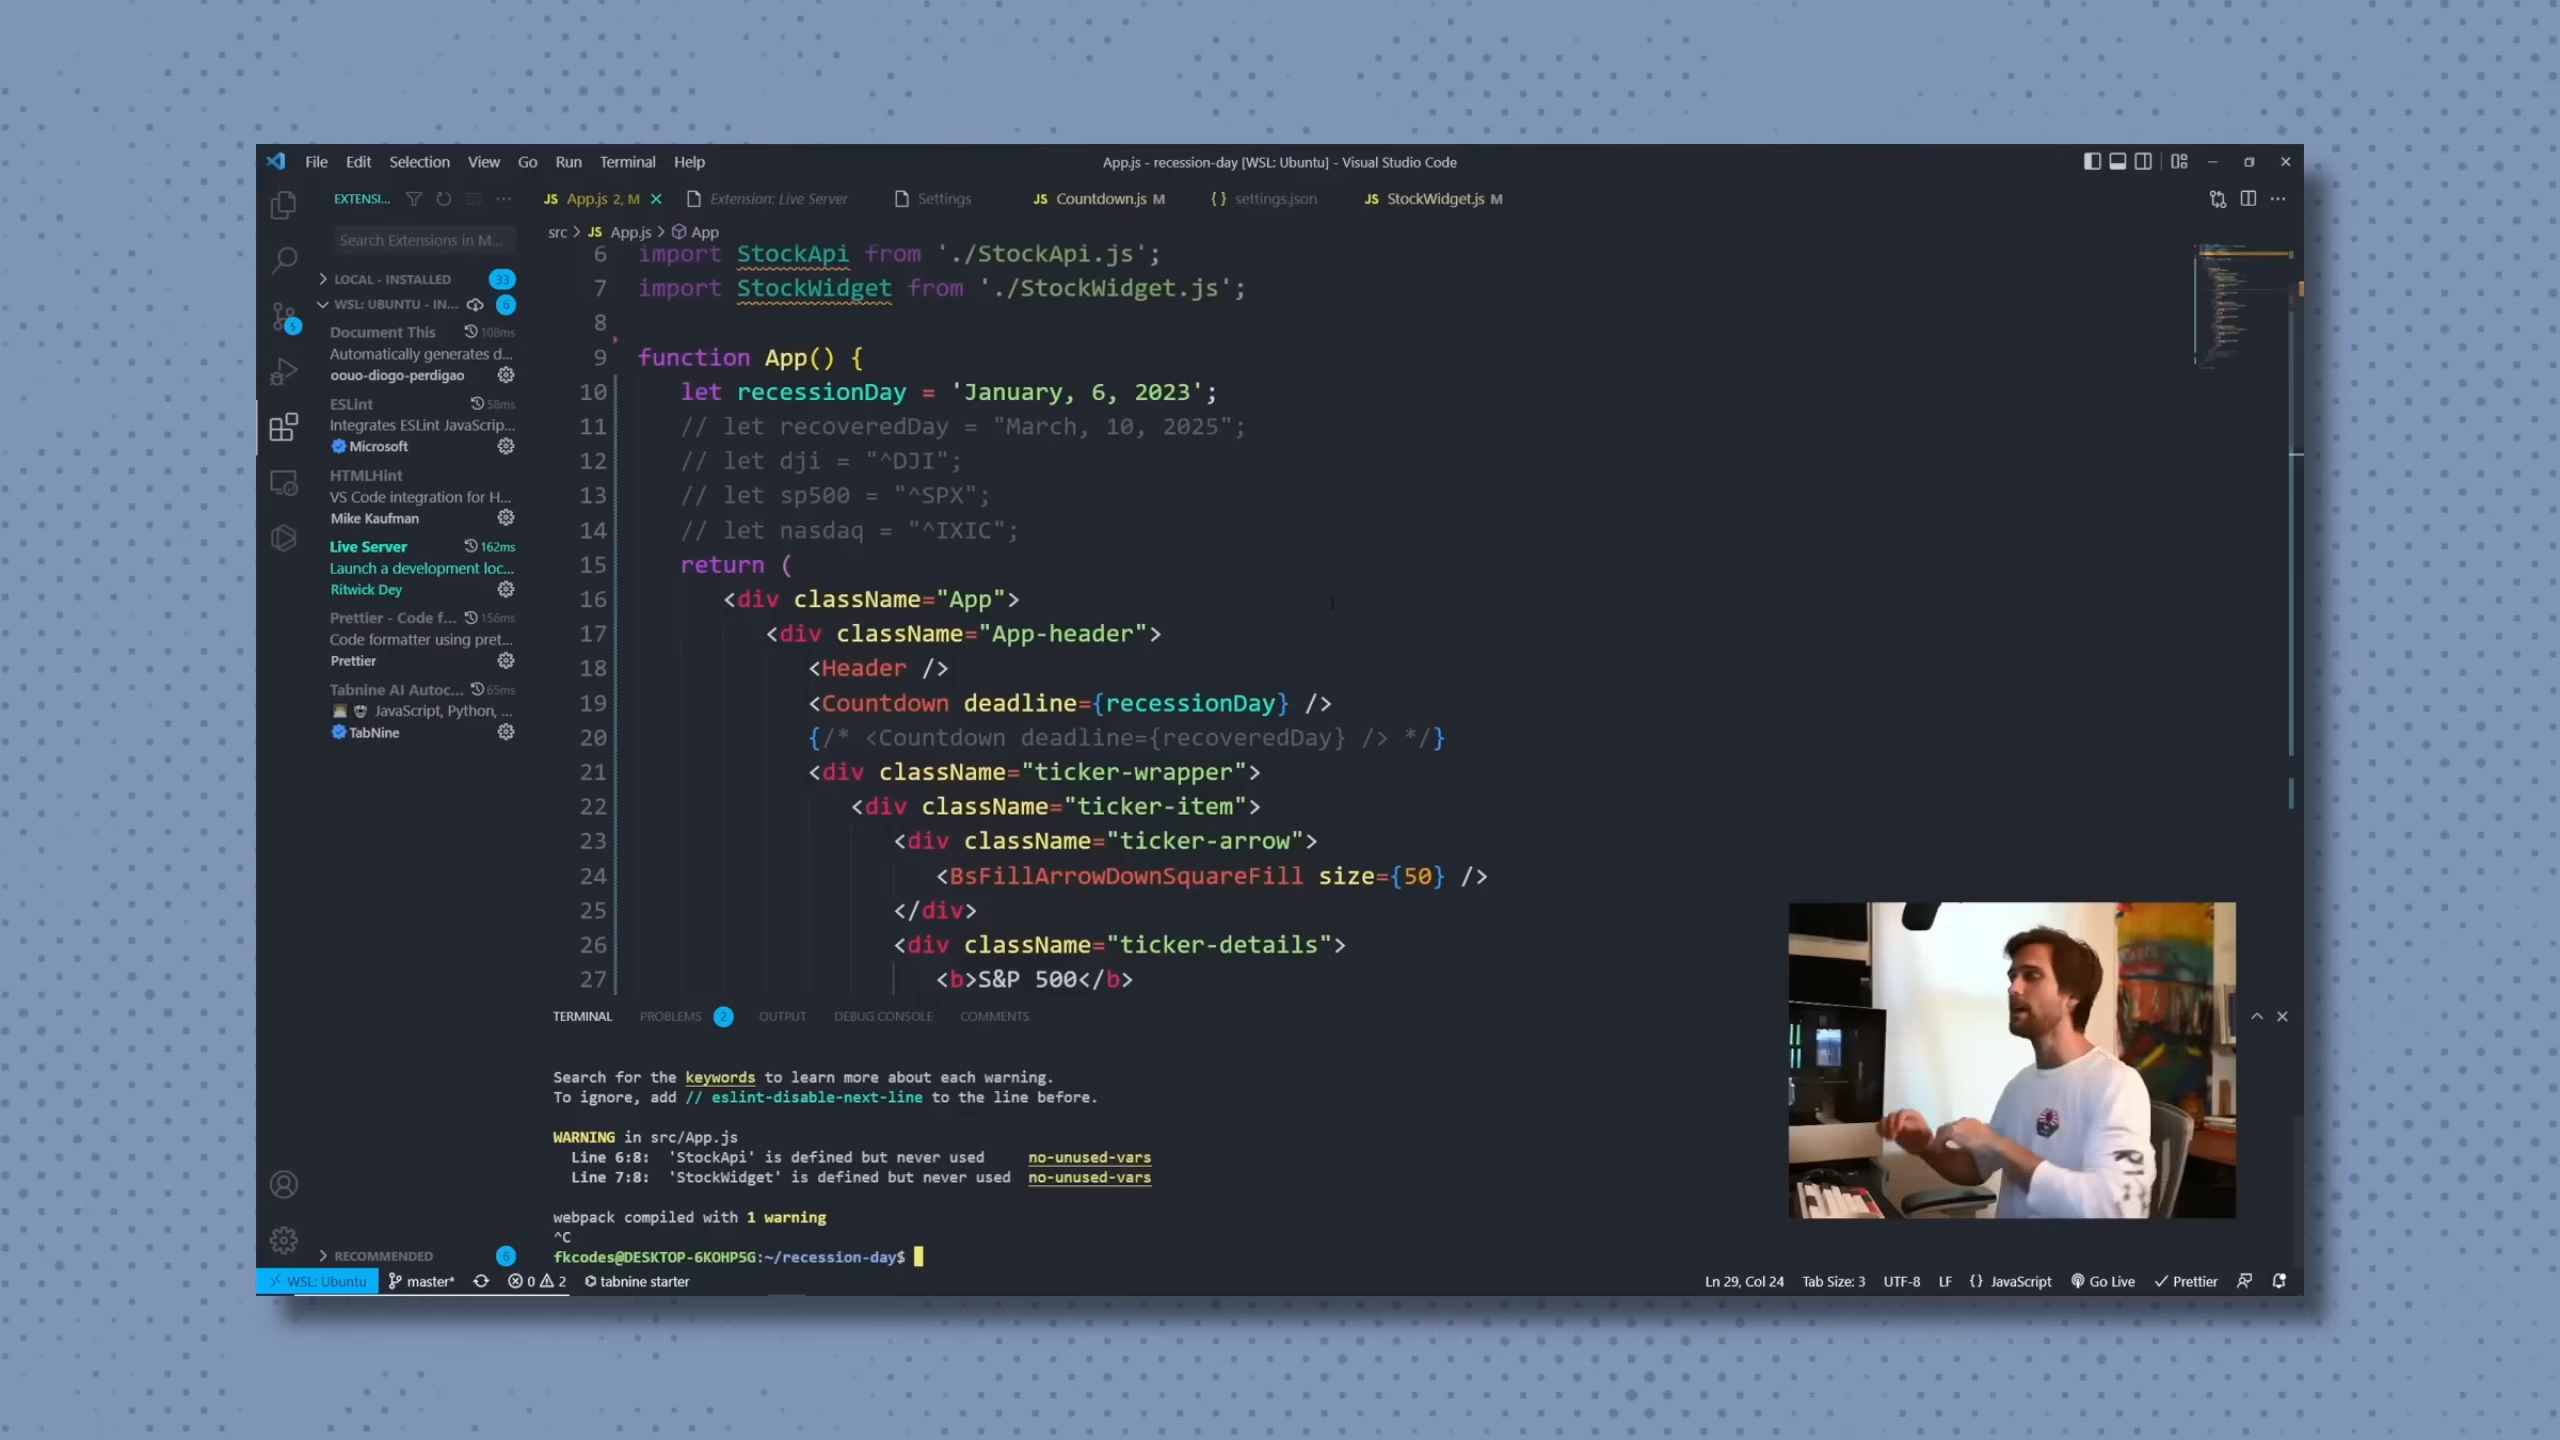 File Edit Selection View Go Run Terminal Help
App.js - recession-day [WSL: Ubuntu] - Visual Studio Code
EXTENSI...
JS App.js 2, M
Extension: Live Server
Settings
JS Countdown.js M
{} settings.json
JS StockWidget.js M
src > JS App.js > App
Search Extensions in M...
LOCAL - INSTALLED 33
WSL: UBUNTU - IN... 6
5
Document This 108ms
Automatically generates d...
oouo-diogo-perdigao
ESLint 58ms
Integrates ESLint JavaScrip...
Microsoft
HTMLHint
VS Code integration for H...
Mike Kaufman
Live Server 162ms
Launch a development loc...
Ritwick Dey
Prettier - Code f... 156ms
Code formatter using pret...
Prettier
Tabnine AI Autoc... 65ms
JavaScript, Python, ...
TabNine
RECOMMENDED 6
6 import StockApi from './StockApi.js';
7 import StockWidget from './StockWidget.js';
8
9 function App() {
10 let recessionDay = 'January, 6, 2023';
11 // let recoveredDay = "March, 10, 2025";
12 // let dji = "^DJI";
13 // let sp500 = "^SPX";
14 // let nasdaq = "^IXIC";
15 return (
16 <div className="App">
17 <div className="App-header">
18 <Header />
19 <Countdown deadline={recessionDay} />
20 {/* <Countdown deadline={recoveredDay} /> */}
21 <div className="ticker-wrapper">
22 <div className="ticker-item">
23 <div className="ticker-arrow">
24 <BsFillArrowDownSquareFill size={50} />
25 </div>
26 <div className="ticker-details">
27 <b>S&P 500</b>
TERMINAL PROBLEMS 2 OUTPUT DEBUG CONSOLE COMMENTS
Search for the keywords to learn more about each warning.
To ignore, add // eslint-disable-next-line to the line before.
WARNING in src/App.js
Line 6:8: 'StockApi' is defined but never used no-unused-vars
Line 7:8: 'StockWidget' is defined but never used no-unused-vars
webpack compiled with 1 warning
^C
fkcodes@DESKTOP-6KOHP5G:~/recession-day$
WSL: Ubuntu master* 0 2 tabnine starter
Ln 29, Col 24 Tab Size: 3 UTF-8 LF {} JavaScript Go Live Prettier